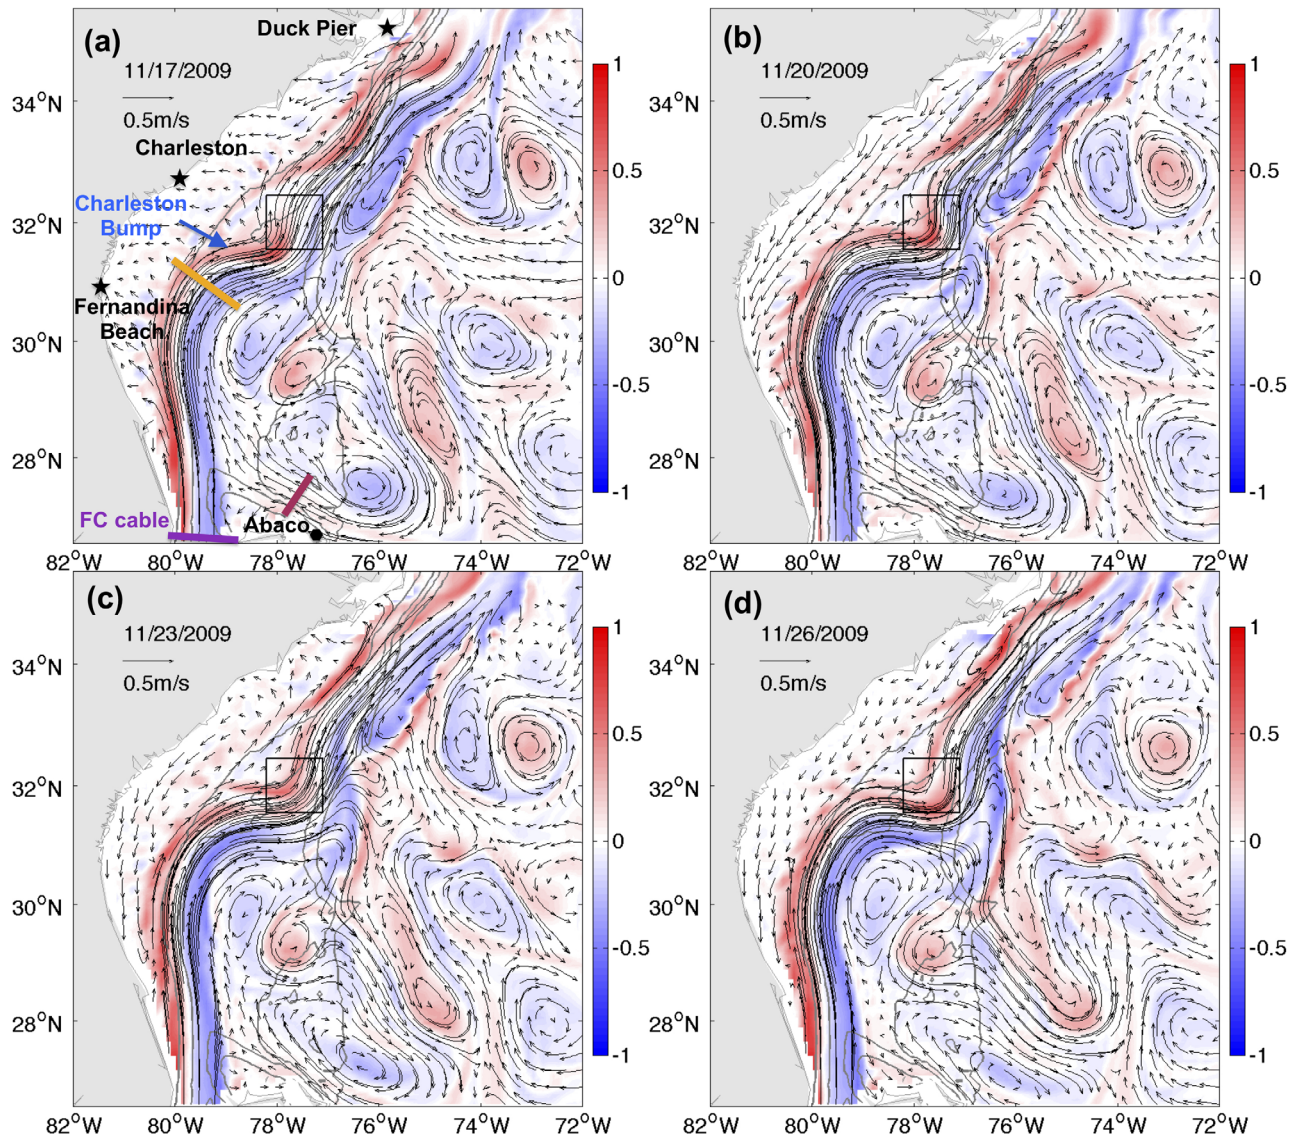 (a)
Duck Pier
11/17/2009
0.5m/s
Charleston
Charleston
Bump
Fernandina
Beach
FC cable
Abaco
34°N
32°N
30°N
28°N
82°W
80°W
78°W
76°W
74°W
72°W
1
0.5
0
-0.5
-1
(b)
11/20/2009
0.5m/s
34°N
32°N
30°N
28°N
82°W
80°W
78°W
76°W
74°W
72°W
1
0.5
0
-0.5
-1
(c)
11/23/2009
0.5m/s
34°N
32°N
30°N
28°N
82°W
80°W
78°W
76°W
74°W
72°W
1
0.5
0
-0.5
-1
(d)
11/26/2009
0.5m/s
34°N
32°N
30°N
28°N
82°W
80°W
78°W
76°W
74°W
72°W
1
0.5
0
-0.5
-1